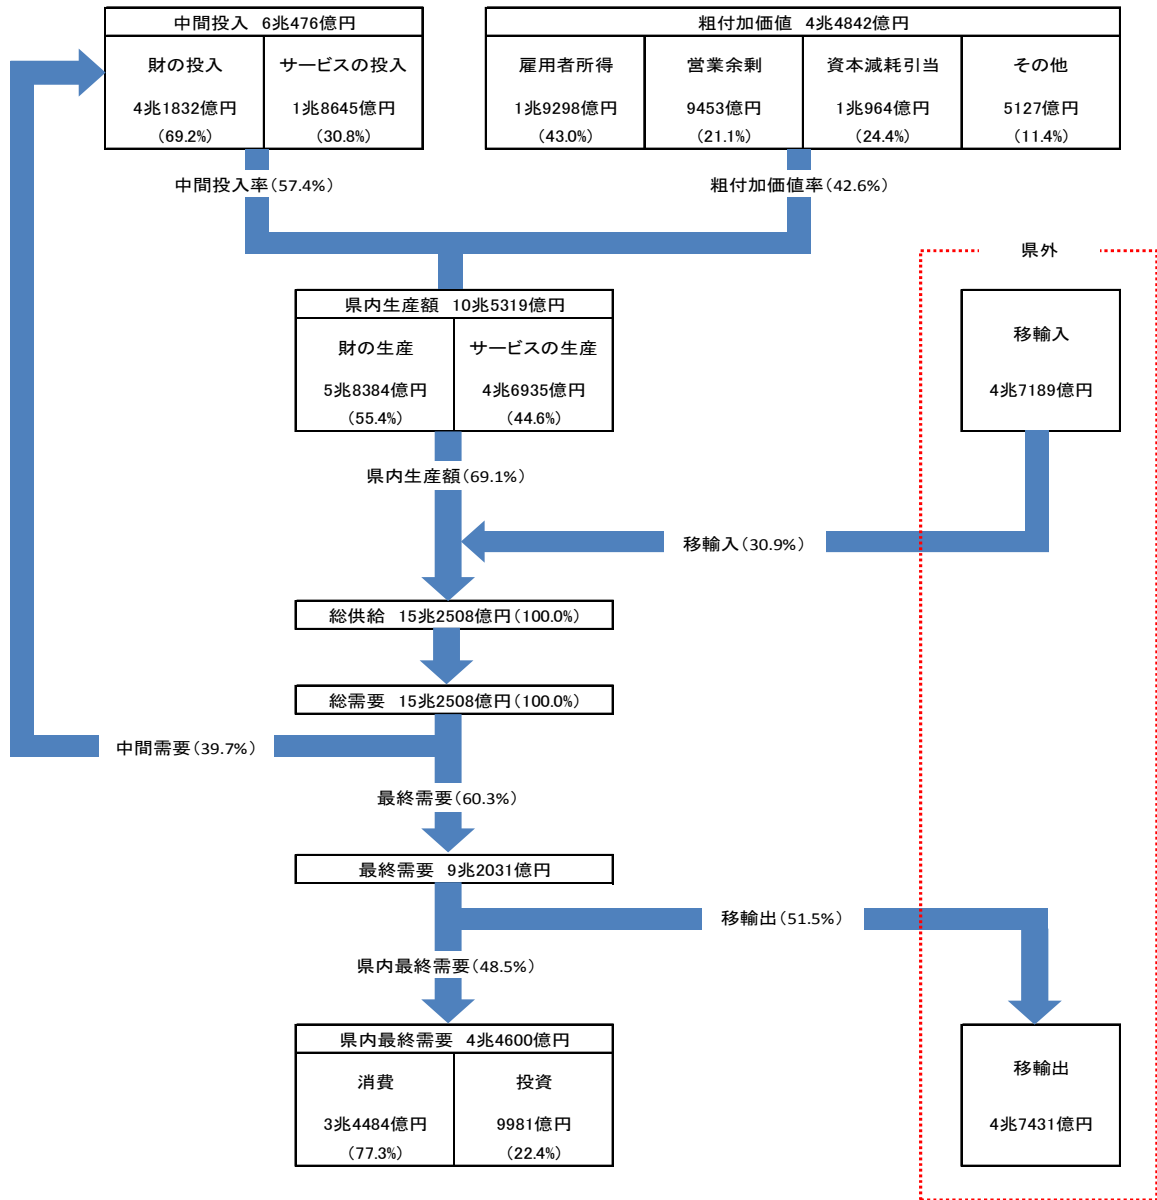 中間投入 6兆476億円
粗付加価値 4兆4842億円
財の投入
サービスの投入
雇用者所得
営業余剰
資本減耗引当
その他
4兆1832億円
1兆8645億円
1兆9298億円
9453億円
1兆964億円
5127億円
(69.2%)
(30.8%)
(43.0%)
(21.1%)
(24.4%)
(11.4%)
中間投入率(57.4%)
粗付加価値率(42.6%)
県外
県内生産額 10兆5319億円
財の生産
サービスの生産
移輸入
5兆8384億円
4兆6935億円
4兆7189億円
(55.4%)
(44.6%)
県内生産額(69.1%)
移輸入(30.9%)
総供給 15兆2508億円(100.0%)
総需要 15兆2508億円(100.0%)
中間需要(39.7%)
最終需要(60.3%)
最終需要 9兆2031億円
移輸出(51.5%)
県内最終需要(48.5%)
県内最終需要 4兆4600億円
消費
投資
移輸出
3兆4484億円
9981億円
4兆7431億円
(77.3%)
(22.4%)